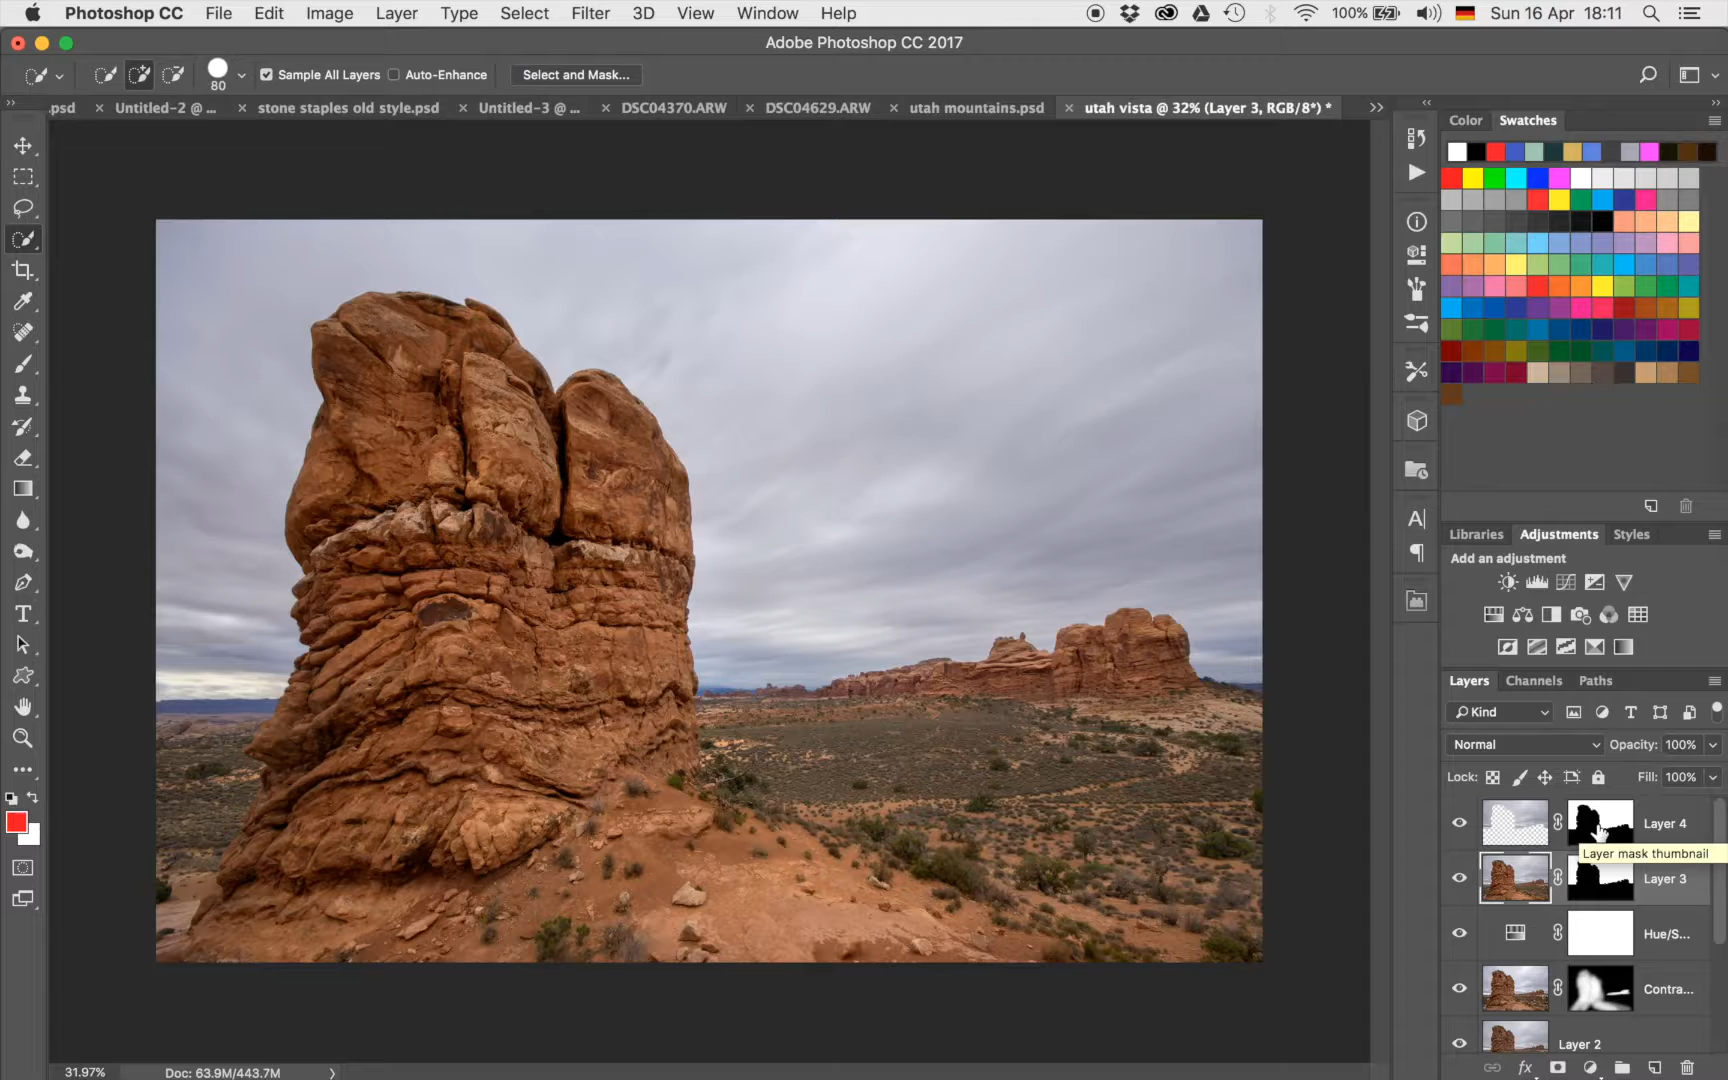 Photoshop CC File Edit Image Layer Type Select Filter 3D View Window Help 100% Sun 16 Apr 18:11
Adobe Photoshop CC 2017
80 Sample All Layers Auto-Enhance Select and Mask...
.psd × Untitled-2 @ ... × stone staples old style.psd × Untitled-3 @ ... × DSC04370.ARW × DSC04629.ARW × utah mountains.psd × utah vista @ 32% (Layer 3, RGB/8*) *
Color Swatches
Libraries Adjustments Styles
Add an adjustment
Layers Channels Paths
Kind
Normal Opacity: 100%
Lock: Fill: 100%
Layer 4
Layer mask thumbnail
Layer 3
Hue/S...
Contra...
Layer 2
fx
31.97% Doc: 63.9M/443.7M